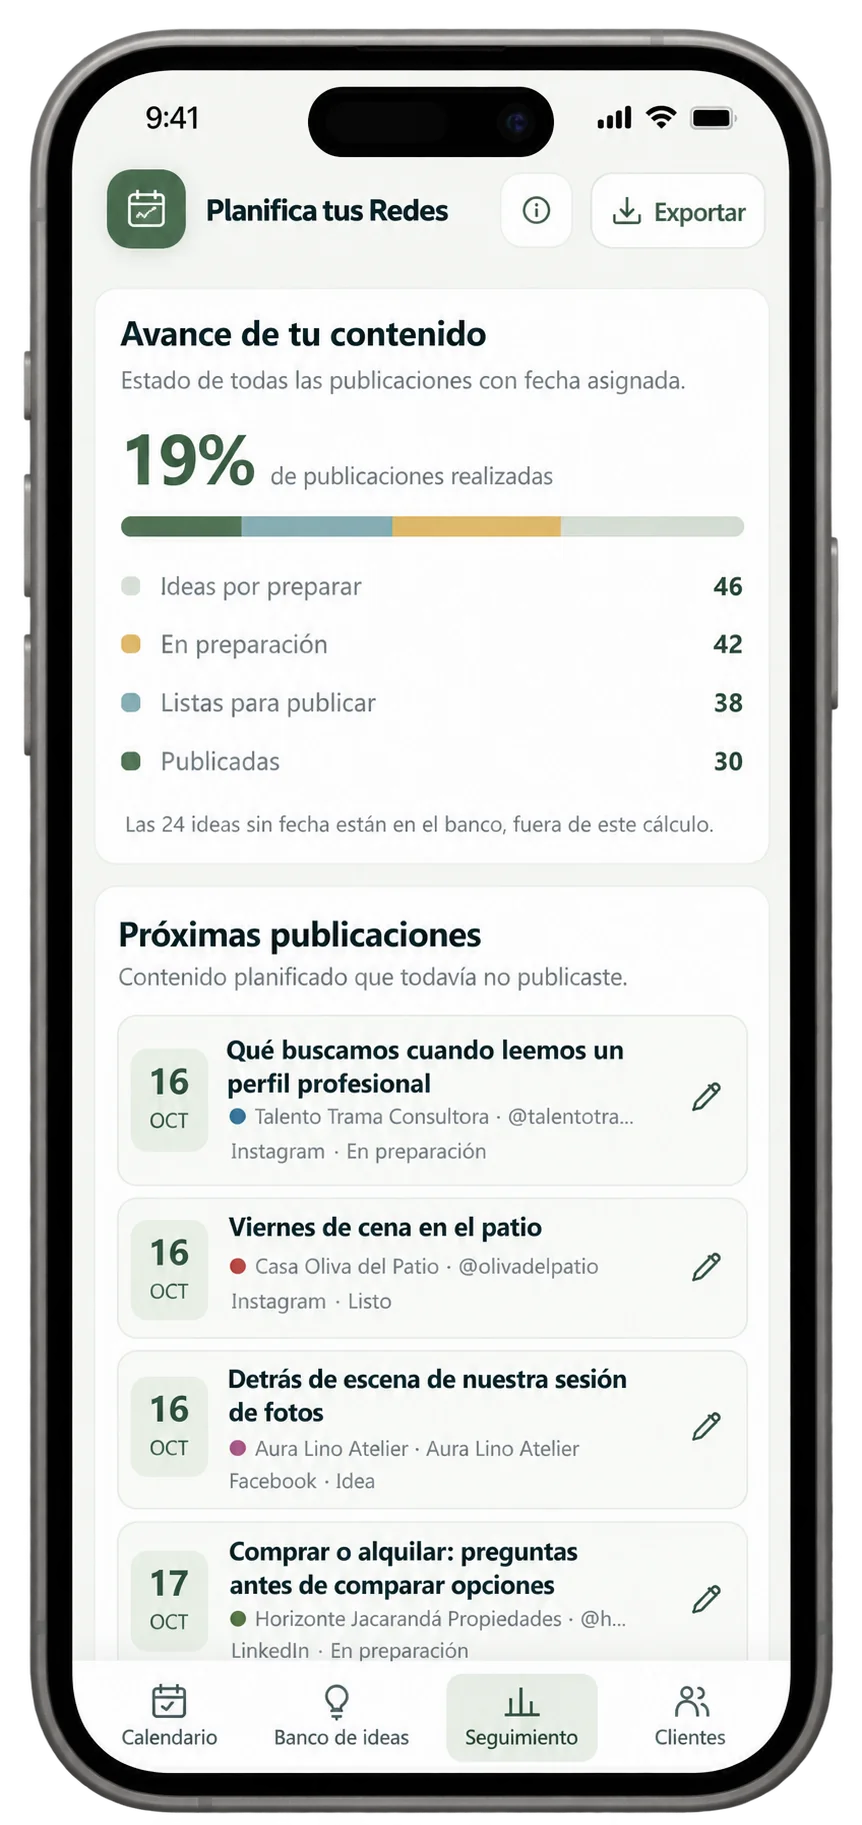 9:41
Planifica tus Redes
Exportar
Avance de tu contenido
Estado de todas las publicaciones con fecha asignada.
19% de publicaciones realizadas
Ideas por preparar 46
En preparación 42
Listas para publicar 38
Publicadas 30
Las 24 ideas sin fecha están en el banco, fuera de este cálculo.
Próximas publicaciones
Contenido planificado que todavía no publicaste.
16 OCT
Qué buscamos cuando leemos un
perfil profesional
Talento Trama Consultora · @talentotra...
Instagram · En preparación
16 OCT
Viernes de cena en el patio
Casa Oliva del Patio · @olivadelpatio
Instagram · Listo
16 OCT
Detrás de escena de nuestra sesión
de fotos
Aura Lino Atelier · Aura Lino Atelier
Facebook · Idea
17 OCT
Comprar o alquilar: preguntas
antes de comparar opciones
Horizonte Jacarandá Propiedades · @h...
LinkedIn · En preparación
Calendario
Banco de ideas
Seguimiento
Clientes